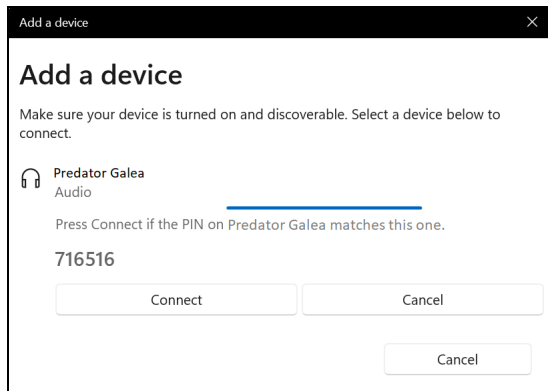 Add a device
Add a device
Make sure your device is turned on and discoverable. Select a device below to
connect.
Predator Galea
Audio
Press Connect if the PIN on Predator Galea matches this one.
716516
Connect
Cancel
Cancel